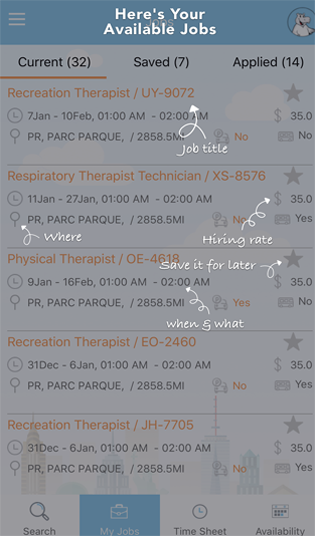 Here's Your
Available Jobs
Current (32) Saved (7) Applied (14)
Recreation Therapist / UY-9072
7Jan - 10Feb, 01:00 AM - 02:00 AM $ 35.0
PR, PARC PARQUE, / 2858.5MI No Yes
Job title
Respiratory Therapist Technician / XS-8576
11Jan - 27Jan, 01:00 AM - 02:00 AM $ 35.0
PR, PARC PARQUE, / 2858.5MI No Yes
Where
Hiring rate
Physical Therapist / OE-4618
Save it for later
9Jan - 16Feb, 01:00 AM - 02:00 AM $ 35.0
PR, PARC PARQUE, / 2858.5MI Yes No
when & what
Recreation Therapist / EO-2460
31Dec - 6Jan, 01:00 AM - 02:00 AM $ 35.0
PR, PARC PARQUE, / 2858.5MI No Yes
Recreation Therapist / JH-7705
31Dec - 6Jan, 01:00 AM - 02:00 AM $ 35.0
PR, PARC PARQUE, / 2858.5MI No Yes
Search My Jobs Time Sheet Availability